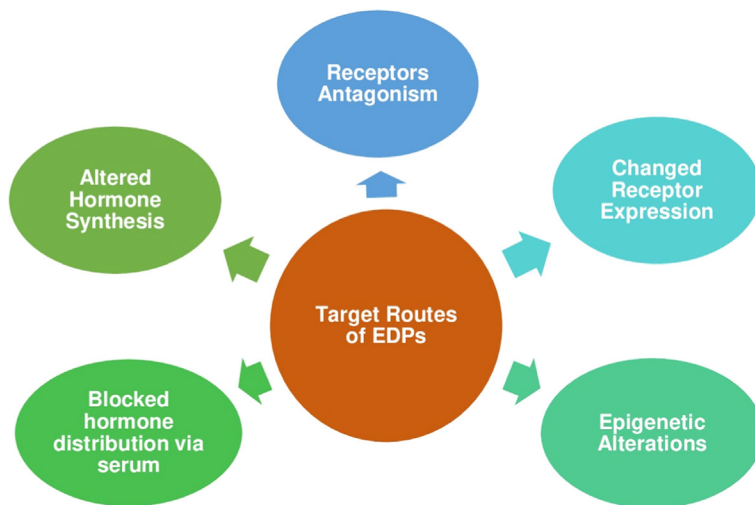 Receptors
Antagonism
Altered
Hormone
Synthesis
Changed
Receptor
Expression
Target Routes
of EDPs
Blocked
hormone
distribution via
serum
Epigenetic
Alterations